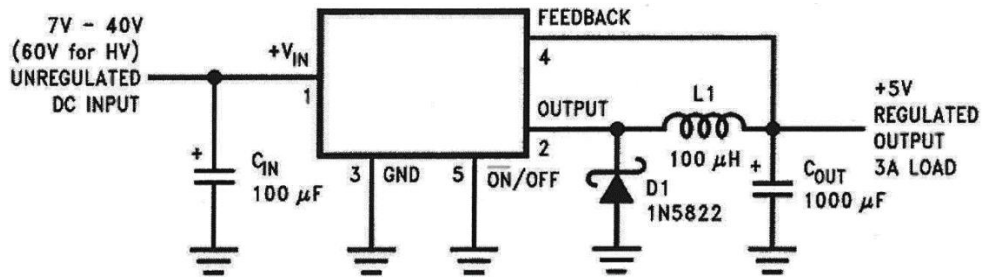 7V – 40V
(60V for HV)
UNREGULATED
DC INPUT
+V_IN
1
C_IN
100 μF
+
3
GND
5
O̅N̅/OFF
FEEDBACK
4
OUTPUT
2
L1
100 μH
D1
1N5822
+
C_OUT
1000 μF
+5V
REGULATED
OUTPUT
3A LOAD